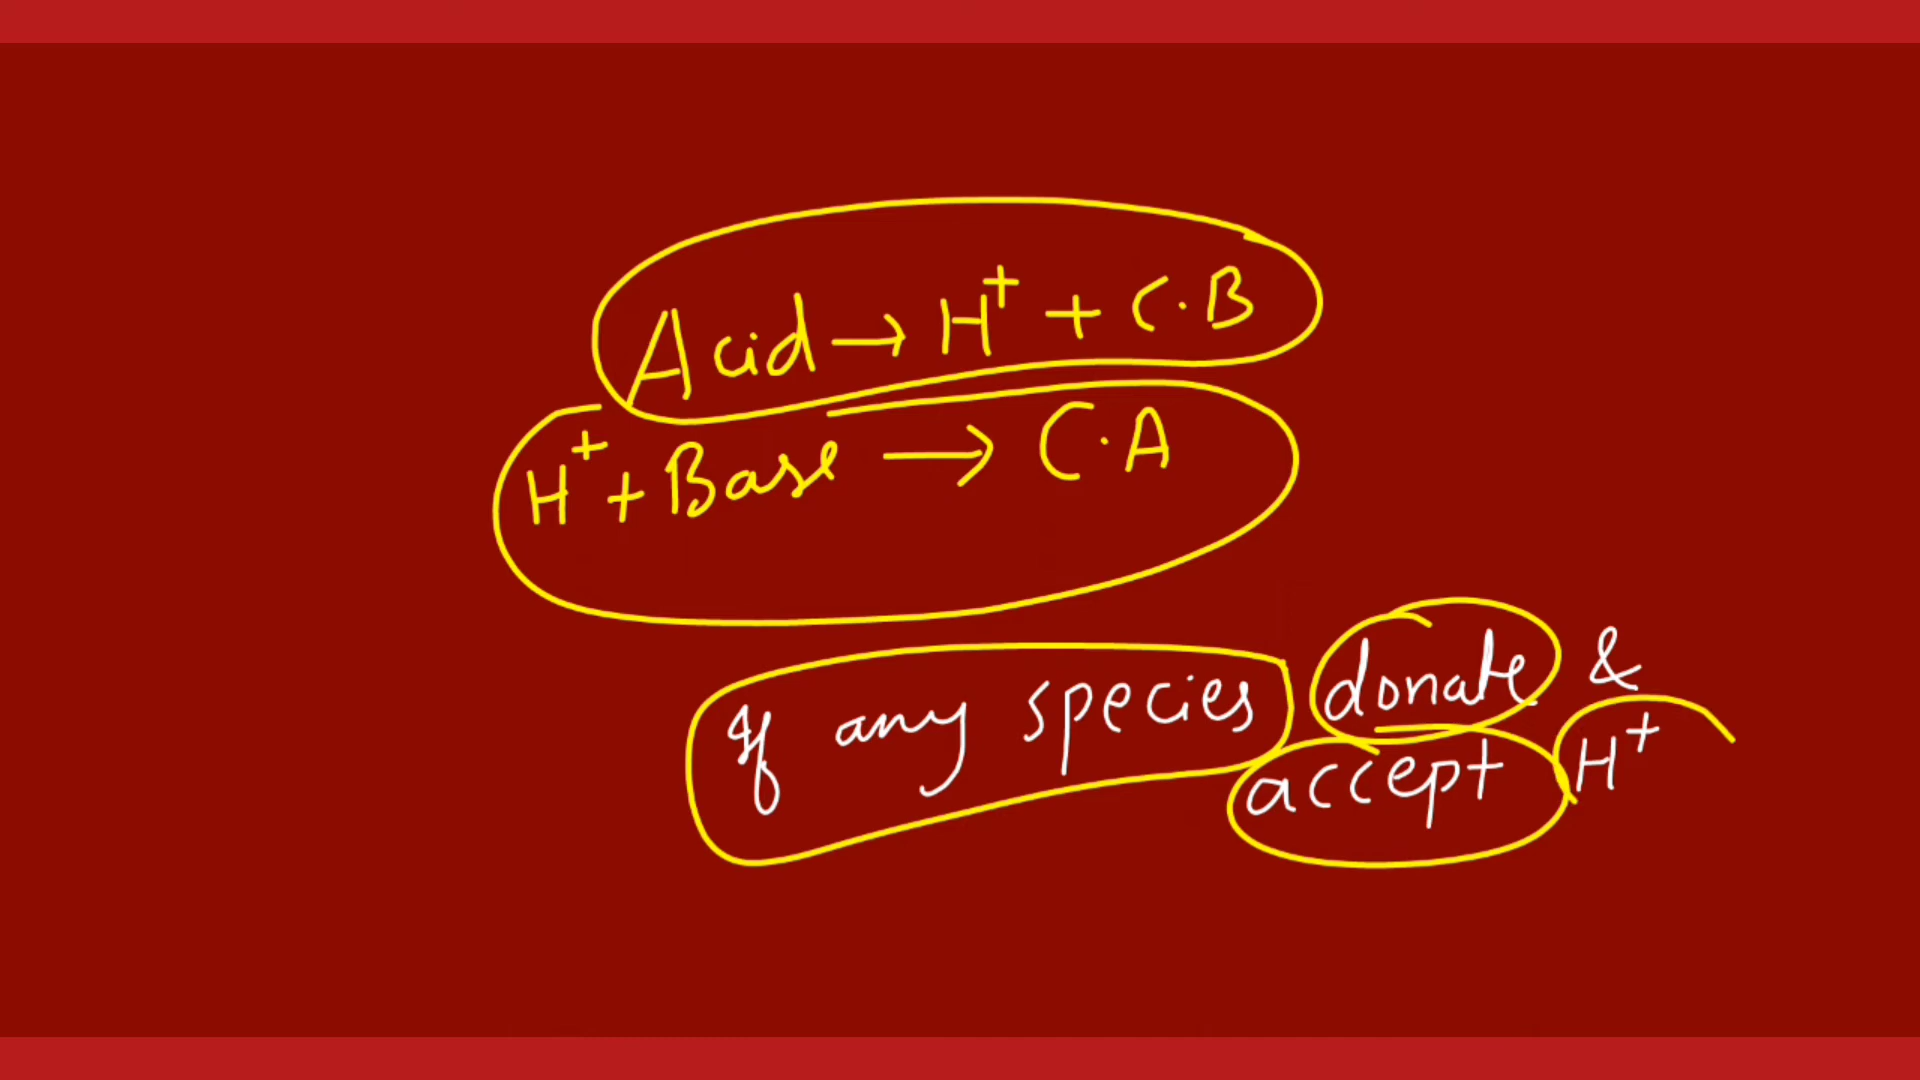 Acid → H⁺ + C.B
H⁺ + Base → C.A
If any species donate &
accept H⁺